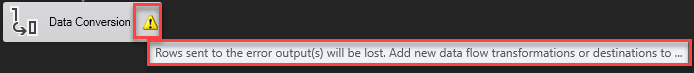 Data Conversion
Rows sent to the error output(s) will be lost. Add new data flow transformations or destinations to ...